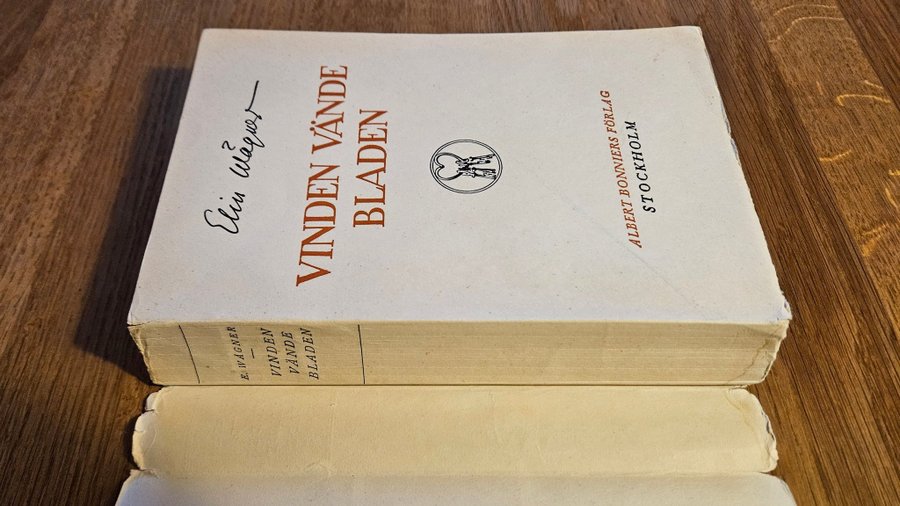 Elin Wägner
VINDEN VÄNDE
BLADEN
ALBERT BONNIERS FÖRLAG
STOCKHOLM
E. WÄGNER
VINDEN
VÄNDE
BLADEN